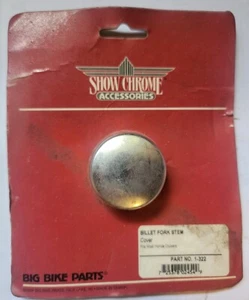 SHOW CHROME
ACCESSORIES
BILLET FORK STEM
Cover
PART NO. 1-322
BIG BIKE PARTS